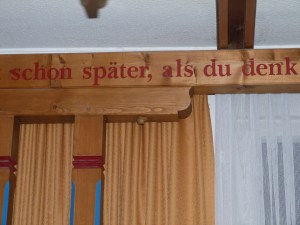 schon später, als du denk